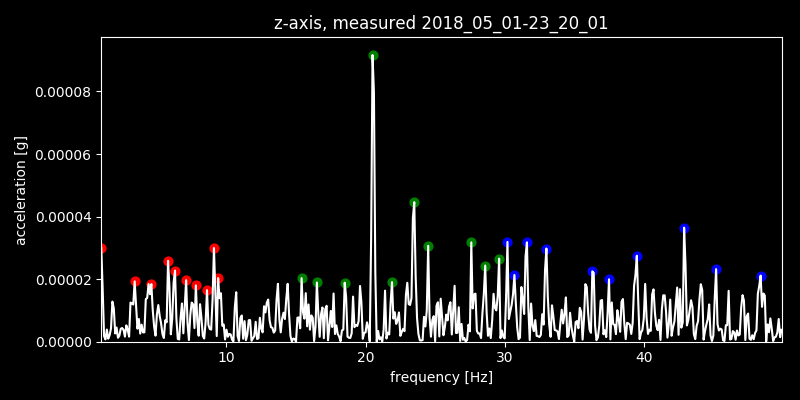 z-axis, measured 2018_05_01-23_20_01
acceleration [g]
0.00008
0.00006
0.00004
0.00002
0.00000
10 20 30 40
frequency [Hz]